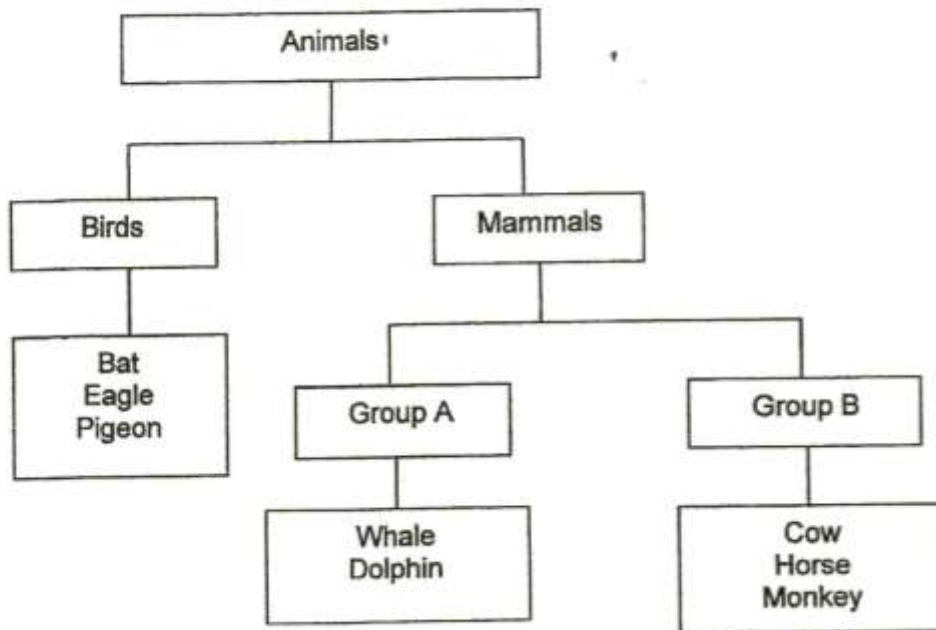 Animals
Birds
Mammals
Bat
Eagle
Pigeon
Group A
Group B
Whale
Dolphin
Cow
Horse
Monkey